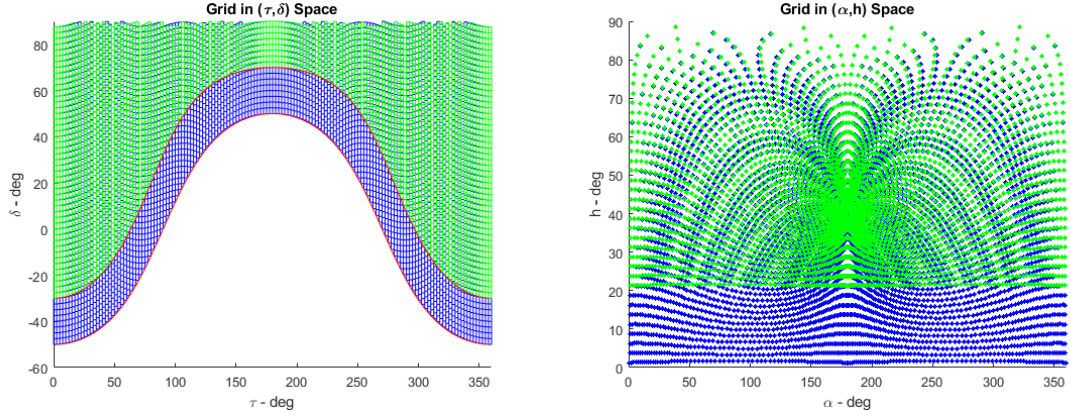 Grid in (τ,δ) Space
80
60
40
20
0
-20
-40
-60
δ - deg
0 50 100 150 200 250 300 350
τ - deg
Grid in (α,h) Space
90
80
70
60
50
40
30
20
10
0
h - deg
0 50 100 150 200 250 300 350
α - deg